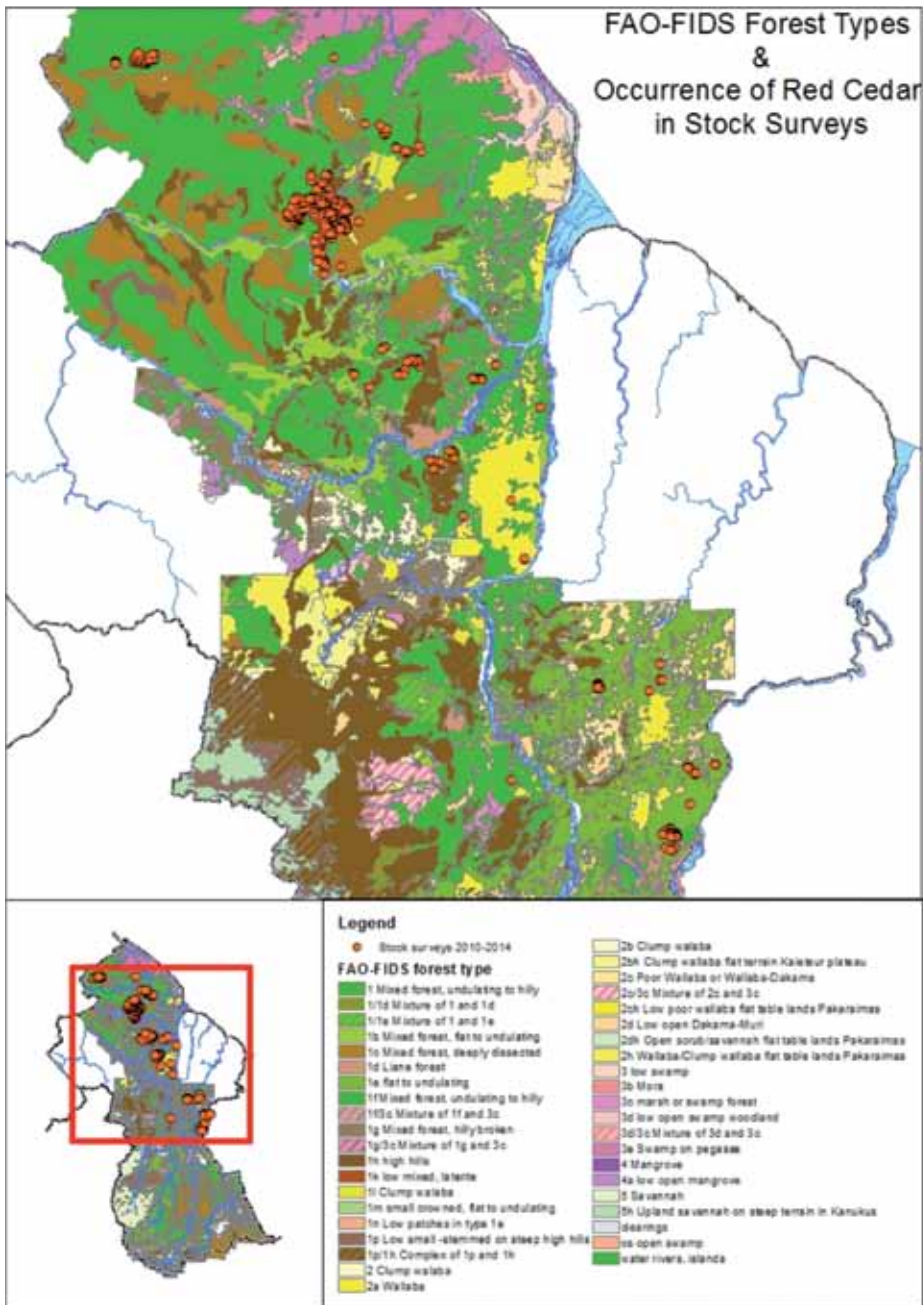 FAO-FIDS Forest Types
&
Occurrence of Red Cedar
in Stock Surveys
Legend
Stock surveys 2010-2014
FAO-FIDS forest type
1 Mixed forest, undulating to hilly
1/1d Mixture of 1 and 1d
1/1e Mixture of 1 and 1e
1b Mixed forest, flat to undulating
1c Mixed forest, deeply dissected
1d Liane forest
1e flat to undulating
1f Mixed forest, undulating to hilly
1f/3c Mixture of 1f and 3c
1g Mixed forest, hilly broken
1g/3c Mixture of 1g and 3c
1h high hills
1k low mixed, laterite
1l Clump walaba
1m small crowned, flat to undulating
1n Low patches in type 1e
1p Low small-stemmed on steep high hills
1p/1h Complex of 1p and 1h
2 Clump walaba
2a Wallaba
2b Clump walaba
2bh Clump wallaba flat terrain Kaieteur plateau
2c Poor Wallaba or Wallaba-Dakama
2c/3c Mixture of 2c and 3c
2ch Low poor wallaba flat table lands Pakaraimas
2d Low open Dakama-Muri
2dh Open scrub/savannah flat table lands Pakaraimas
2h Wallaba/Clump wallaba flat table lands Pakaraimas
3 low swamp
3b Mora
3c marsh or swamp forest
3d low open swamp woodland
3d/3c Mixture of 3d and 3c
3e Swamp on pegasse
4 Mangrove
4a low open mangrove
5 Savannah
5h Upland savannah on steep terrain in Kanukus
clearings
os open swamp
water rivers, islands